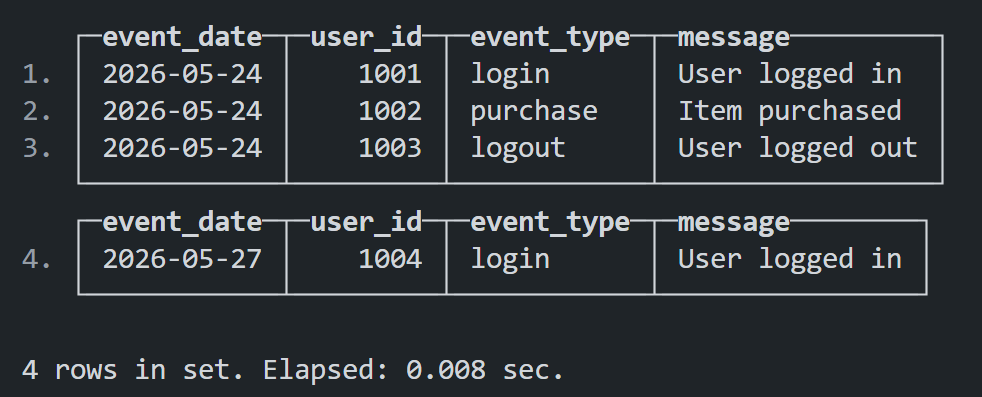 event_date user_id event_type message
1. 2026-05-24 1001 login User logged in
2. 2026-05-24 1002 purchase Item purchased
3. 2026-05-24 1003 logout User logged out
event_date user_id event_type message
4. 2026-05-27 1004 login User logged in
4 rows in set. Elapsed: 0.008 sec.